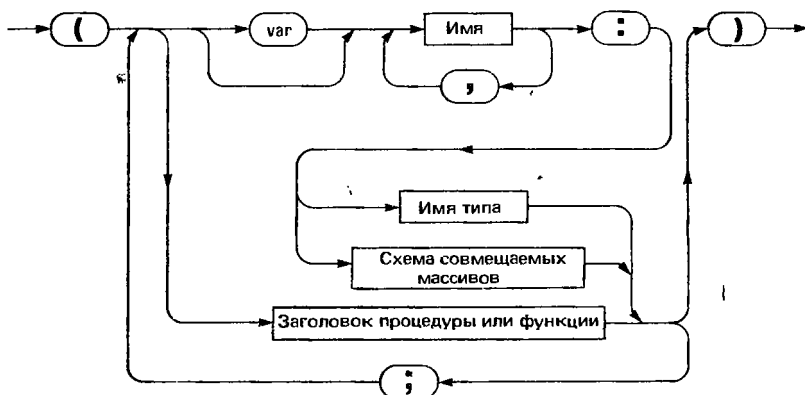 ( var Имя : )
,
Имя типа
Схема совмещаемых
массивов
Заголовок процедуры или функции
;